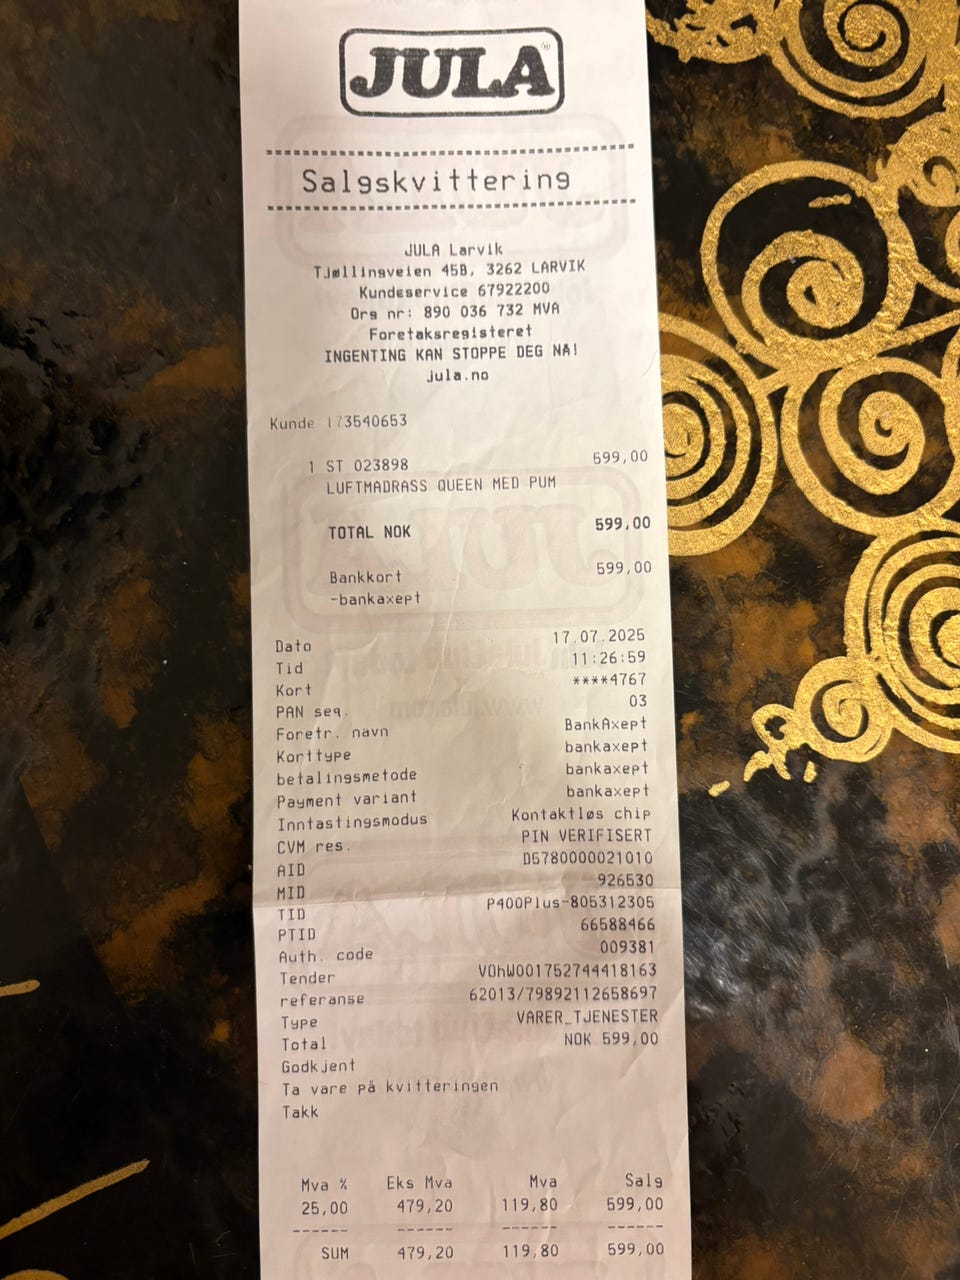 JULA
Salgskvittering
JULA Larvik
Tjøllingveien 45B, 3262 LARVIK
Kundeservice 67922200
Org nr: 890 036 732 MVA
Foretaksregisteret
INGENTING KAN STOPPE DEG NÅ!
jula.no
Kunde 173540653
1 ST 023898 599,00
LUFTMADRASS QUEEN MED PUM
TOTAL NOK 599,00
Bankkort 599,00
-bankaxept
Dato 17.07.2025
Tid 11:26:59
Kort ****4767
PAN seq. 03
Foretr. navn BankAxept
Korttype bankaxept
betalingsmetode bankaxept
Payment variant bankaxept
Inntastingsmodus Kontaktløs chip
CVM res. PIN VERIFISERT
AID D5780000021010
MID 926530
TID P400Plus-805312305
PTID 66588466
Auth. code 009381
Tender VOhW001752744418163
referanse 62013/79892112658697
Type VARER_TJENESTER
Total NOK 599,00
Godkjent
Ta vare på kvitteringen
Takk
Mva % Eks Mva Mva Salg
25,00 479,20 119,80 599,00
SUM 479,20 119,80 599,00